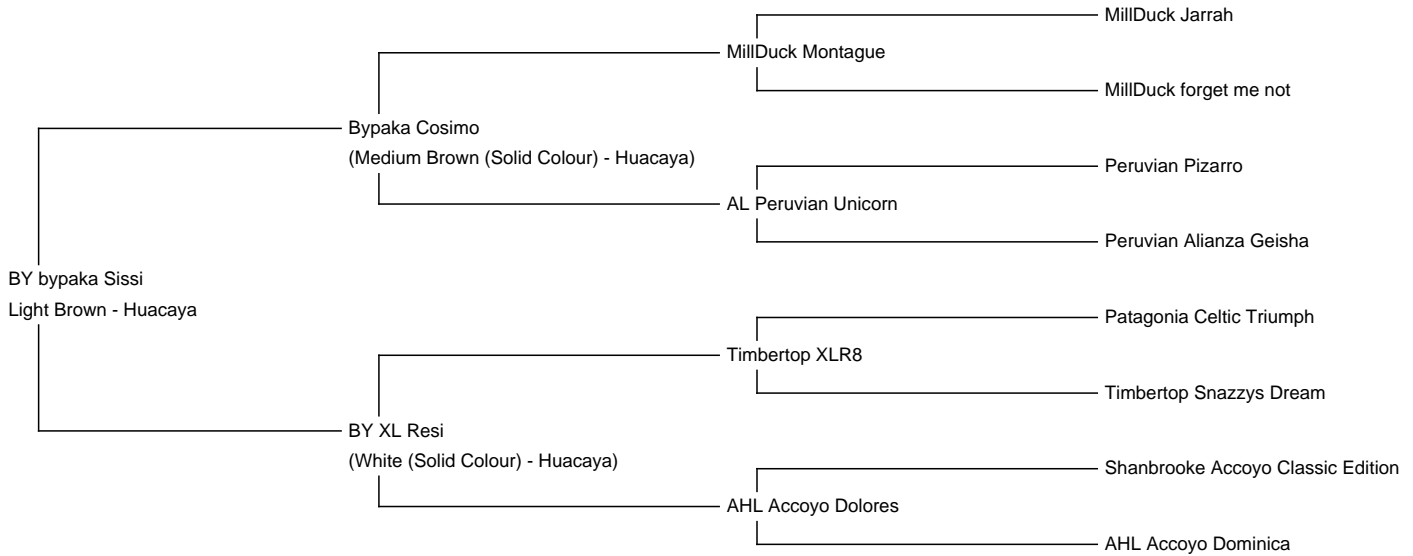 MillDuck Jarrah
MillDuck Montague
MillDuck forget me not
Bypaka Cosimo
(Medium Brown (Solid Colour) - Huacaya)
Peruvian Pizarro
AL Peruvian Unicorn
Peruvian Alianza Geisha
BY bypaka Sissi
Light Brown - Huacaya
Patagonia Celtic Triumph
Timbertop XLR8
Timbertop Snazzys Dream
BY XL Resi
(White (Solid Colour) - Huacaya)
Shanbrooke Accoyo Classic Edition
AHL Accoyo Dolores
AHL Accoyo Dominica